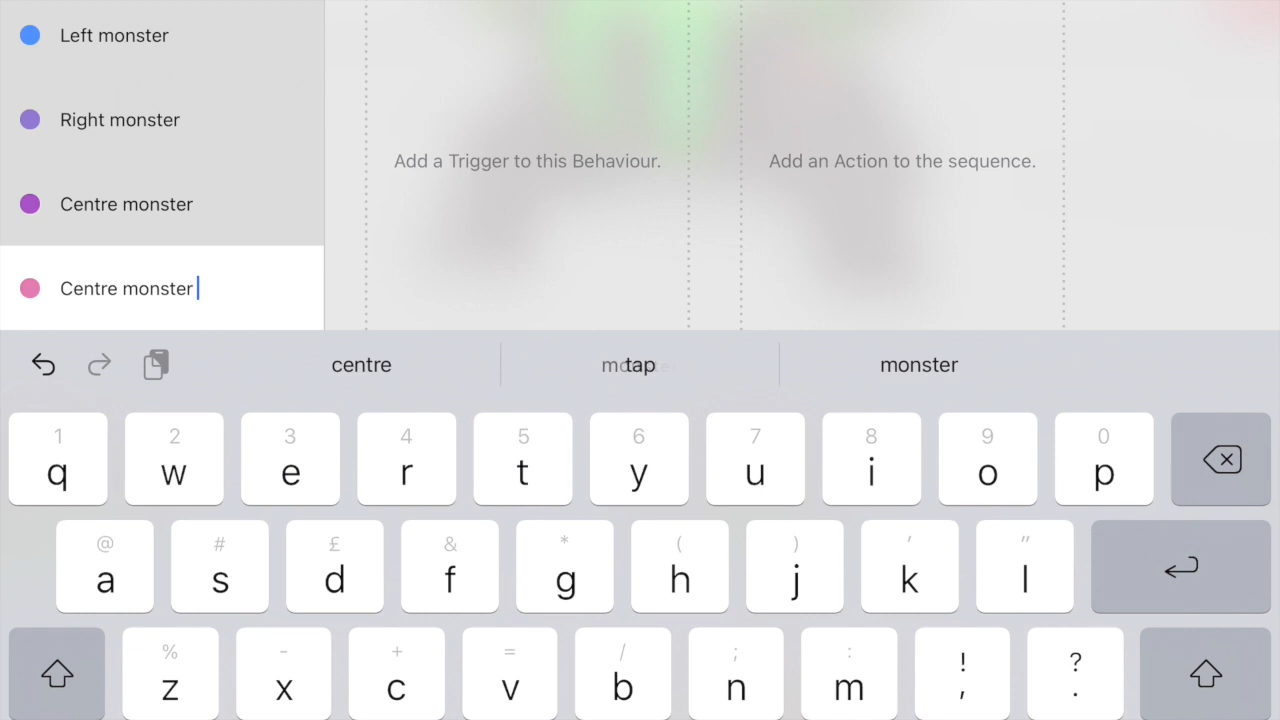 Left monster
Right monster
Centre monster
Centre monster
Add a Trigger to this Behaviour.
Add an Action to the sequence.
centre
tap
monster
1 2 3 4 5 6 7 8 9 0
q w e r t y u i o p
@ # £ & * ( ) ' "
a s d f g h j k l
% - + = / ; : ! ?
z x c v b n m , .